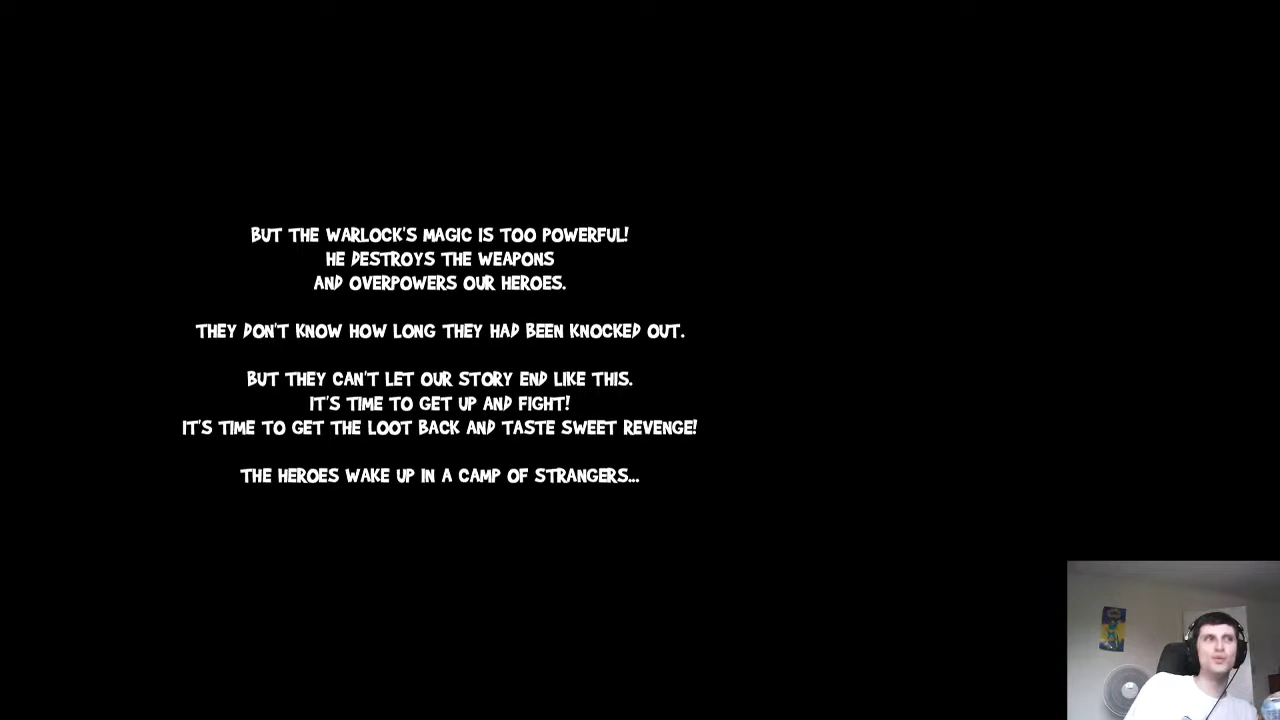 BUT THE WARLOCK'S MAGIC IS TOO POWERFUL!
HE DESTROYS THE WEAPONS
AND OVERPOWERS OUR HEROES.
THEY DON'T KNOW HOW LONG THEY HAD BEEN KNOCKED OUT.
BUT THEY CAN'T LET OUR STORY END LIKE THIS.
IT'S TIME TO GET UP AND FIGHT!
IT'S TIME TO GET THE LOOT BACK AND TASTE SWEET REVENGE!
THE HEROES WAKE UP IN A CAMP OF STRANGERS...